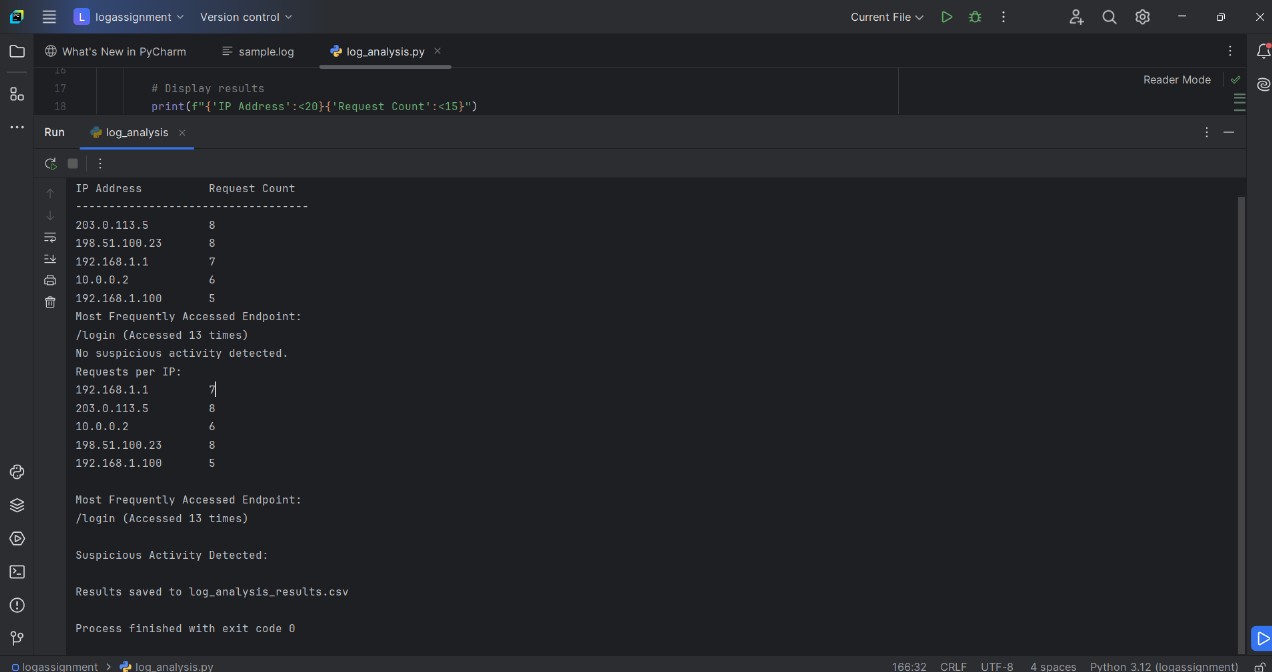 L logassignment Version control Current File
What's New in PyCharm sample.log log_analysis.py
16
17 # Display results Reader Mode
18 print(f"{'IP Address':<20}{'Request Count':<15}")
Run log_analysis
IP Address Request Count
-----------------------------------
203.0.113.5 8
198.51.100.23 8
192.168.1.1 7
10.0.0.2 6
192.168.1.100 5
Most Frequently Accessed Endpoint:
/login (Accessed 13 times)
No suspicious activity detected.
Requests per IP:
192.168.1.1 7
203.0.113.5 8
10.0.0.2 6
198.51.100.23 8
192.168.1.100 5
Most Frequently Accessed Endpoint:
/login (Accessed 13 times)
Suspicious Activity Detected:
Results saved to log_analysis_results.csv
Process finished with exit code 0
logassignment > log_analysis.py 166:32 CRLF UTF-8 4 spaces Python 3.12 (logassignment)